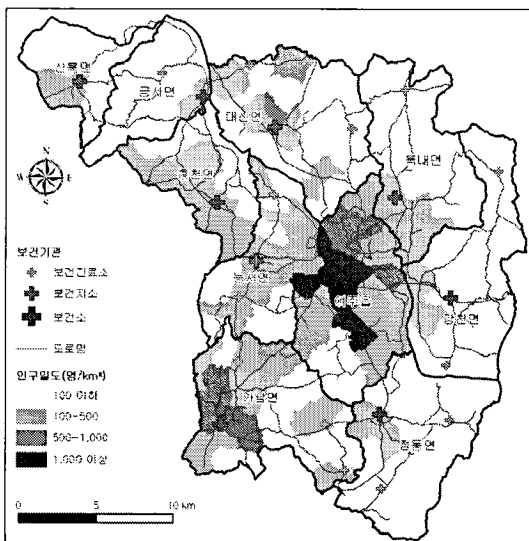 산북면
금사면
대신면
북내면
흥천면
N
W E
S
능서면
여주읍
강천면
가남면
점동면
보건기관
보건진료소
보건지소
보건소
도로망
인구밀도(명/km²)
100 이하
100-500
500-1,000
1,000 이상
0 5 10 km